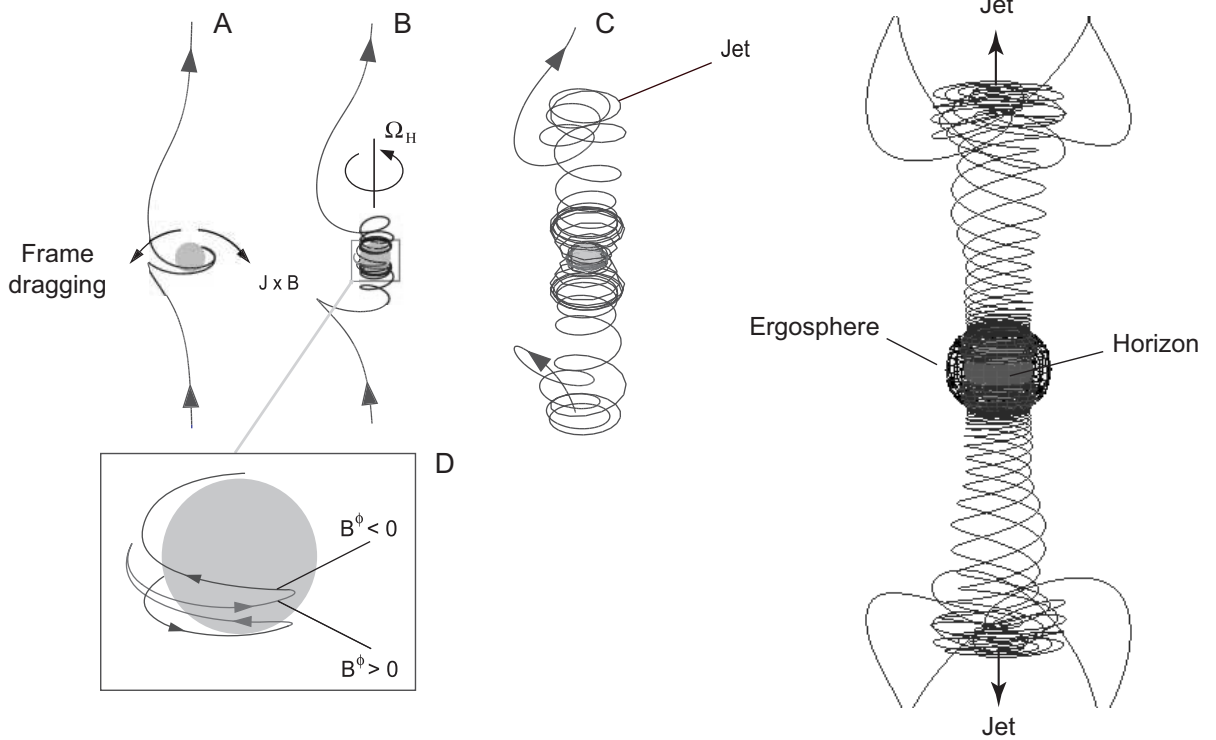 A
B
C
Jet
Ω_H
Frame
dragging
J x B
D
B^ϕ < 0
B^ϕ > 0
Jet
Ergosphere
Horizon
Jet